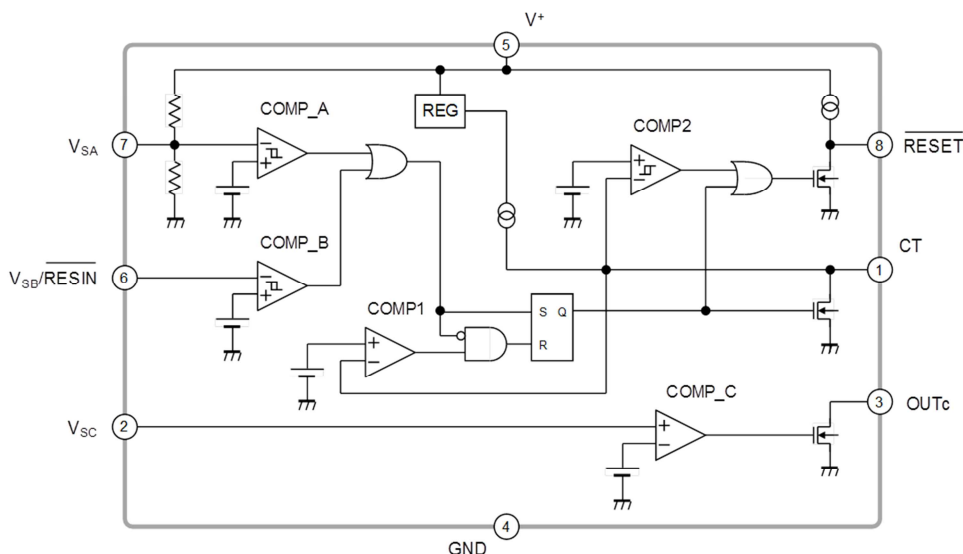 V+
5
COMP_A
REG
COMP2
VSA
7
−
+
8
RESET
+
−
COMP_B
VSB/RESIN
6
−
+
CT
1
COMP1
S Q
R
+
−
COMP_C
3
OUTC
VSC
2
+
−
4
GND